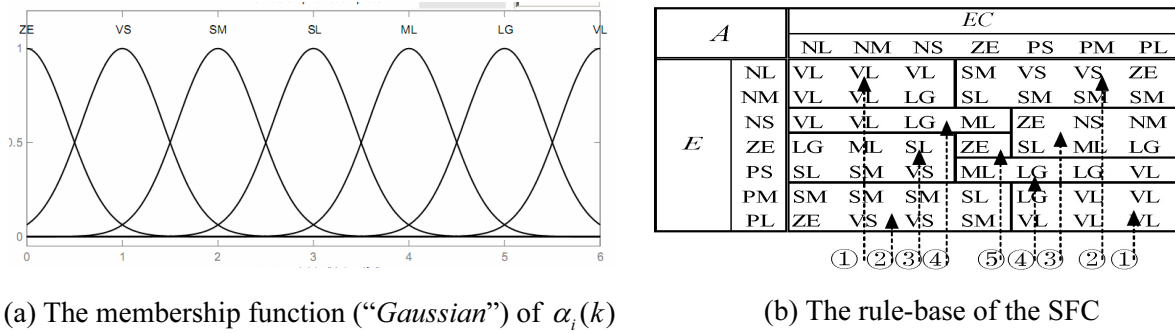 ZE VS SM SL ML LG VL
1
0.5
0
0 1 2 3 4 5 6
(a) The membership function (“Gaussian”) of αᵢ(k)
A EC
NL NM NS ZE PS PM PL
E
NL VL VL VL SM VS VS ZE
NM VL VL LG SL SM SM SM
NS VL VL LG ML ZE NS NM
ZE LG ML SL ZE SL ML LG
PS SL SM VS ML LG LG VL
PM SM SM SM SL LG VL VL
PL ZE VS VS SM VL VL VL
① ② ③ ④ ⑤ ④ ③ ② ①
(b) The rule-base of the SFC